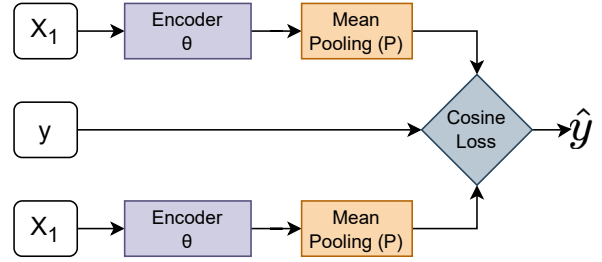 X₁
Encoder
θ
Mean
Pooling (P)
y
Cosine
Loss
ŷ
X₁
Encoder
θ
Mean
Pooling (P)